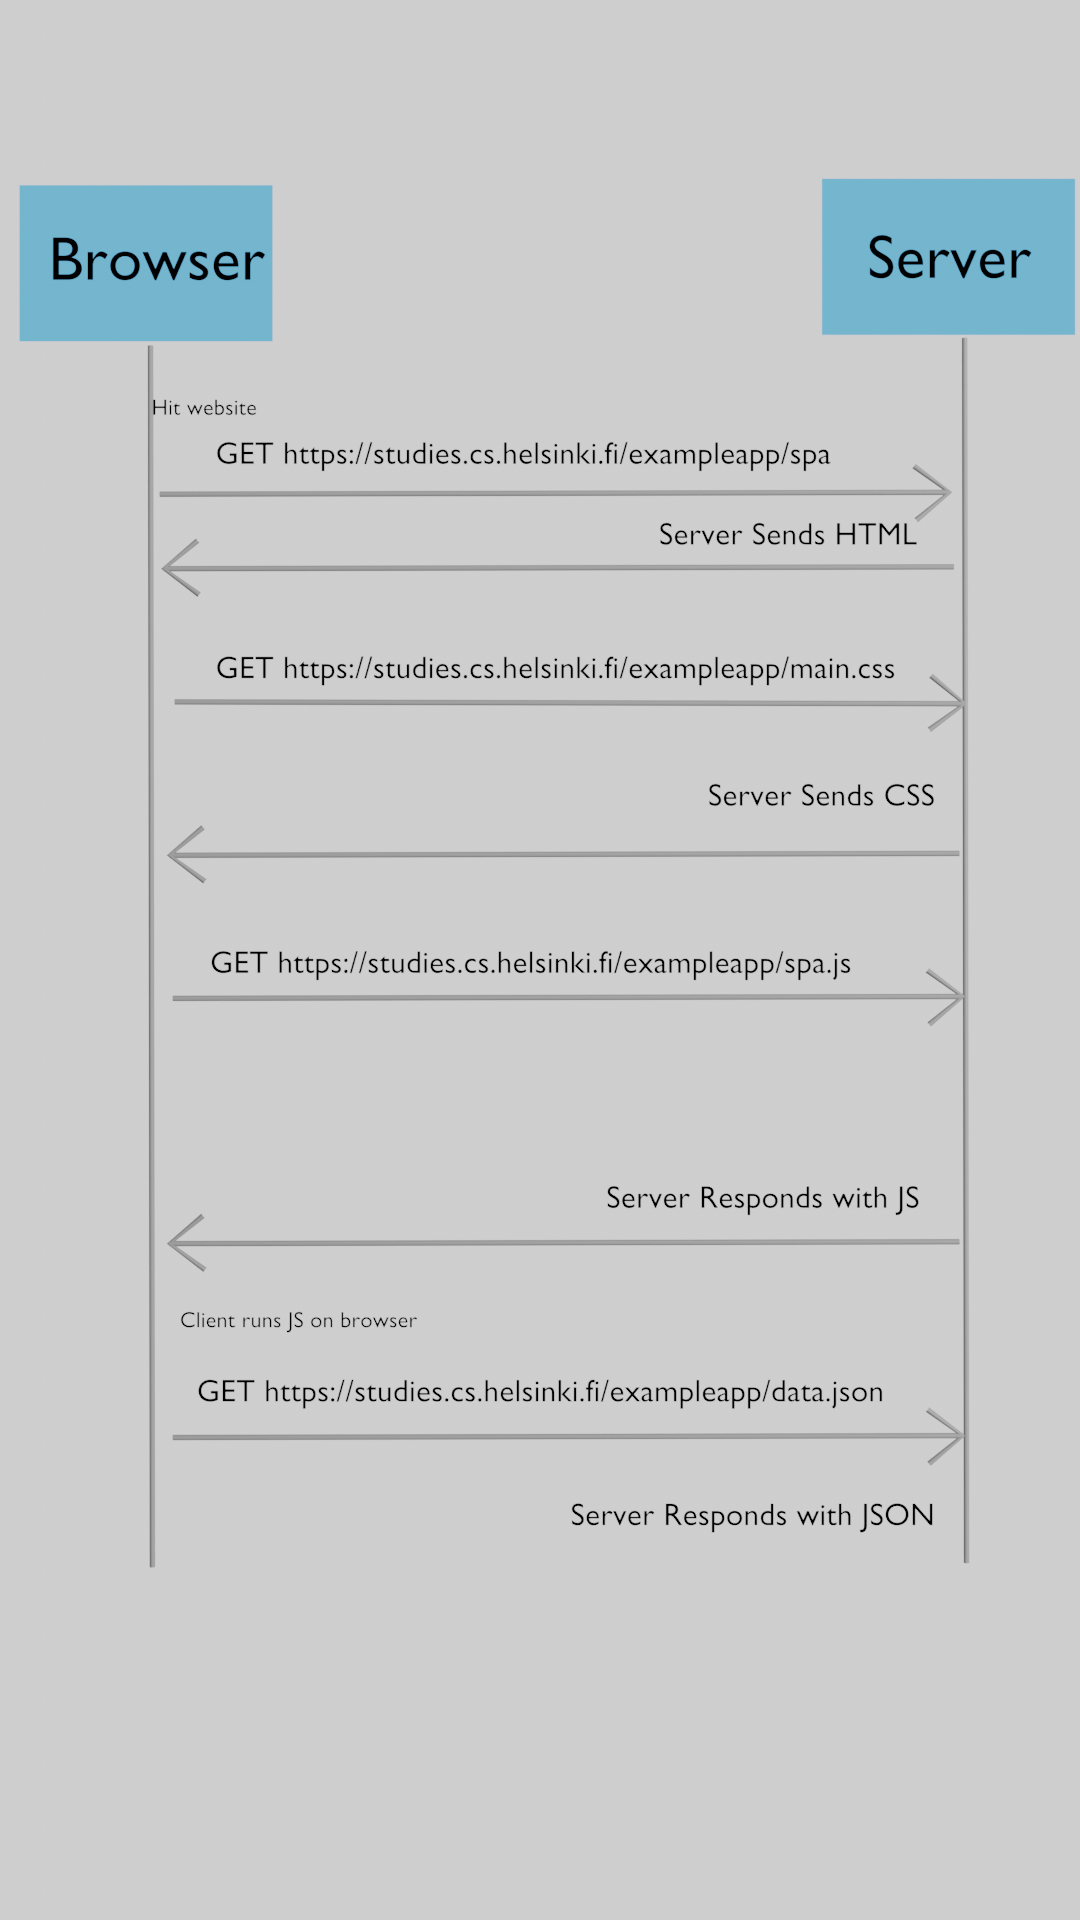 Browser
Server
Hit website
GET https://studies.cs.helsinki.fi/exampleapp/spa
Server Sends HTML
GET https://studies.cs.helsinki.fi/exampleapp/main.css
Server Sends CSS
GET https://studies.cs.helsinki.fi/exampleapp/spa.js
Server Responds with JS
Client runs JS on browser
GET https://studies.cs.helsinki.fi/exampleapp/data.json
Server Responds with JSON